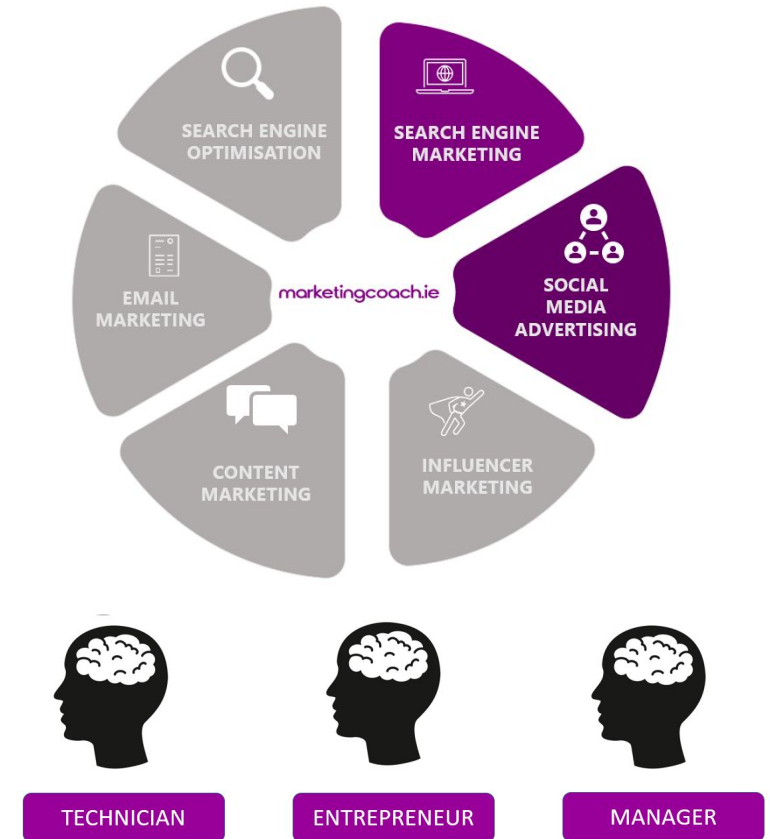 SEARCH ENGINE
OPTIMISATION
SEARCH ENGINE
MARKETING
EMAIL
MARKETING
marketingcoach.ie
SOCIAL
MEDIA
ADVERTISING
CONTENT
MARKETING
INFLUENCER
MARKETING
TECHNICIAN
ENTREPRENEUR
MANAGER